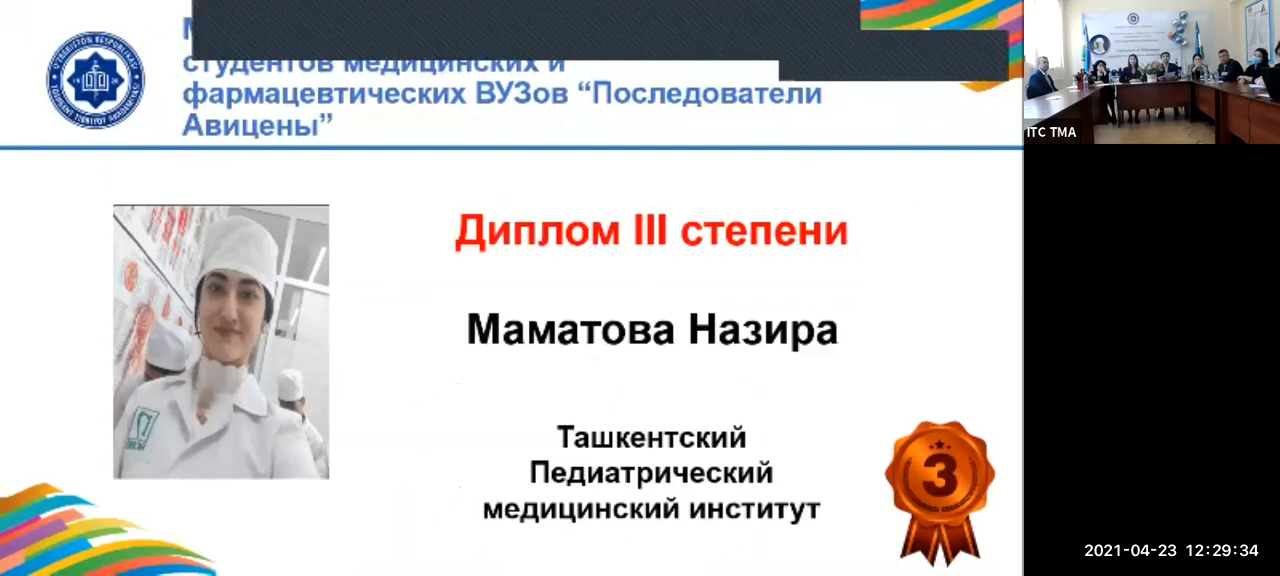 студентов медицинских и
фармацевтических ВУЗов “Последователи
Авицены”
Диплом III степени
Маматова Назира
Ташкентский
Педиатрический
медицинский институт
3
ITC TMA
2021-04-23 12:29:34